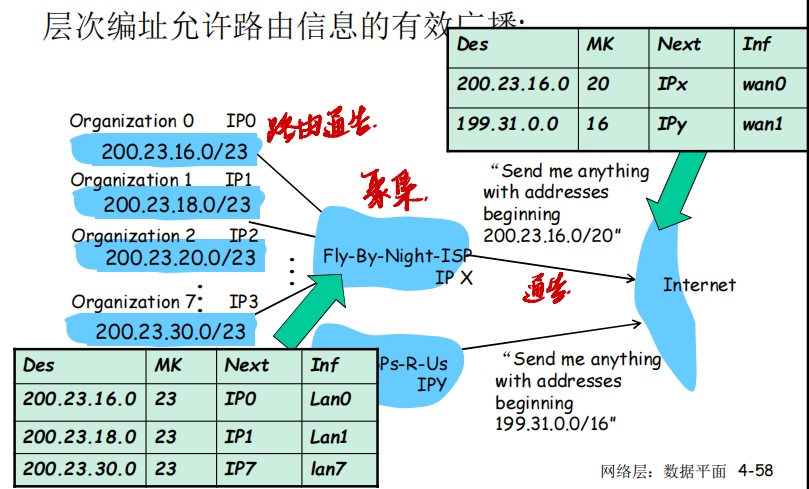 层次编址允许路由信息的有效广播:
Des MK Next Inf
200.23.16.0 20 IPx wan0
199.31.0.0 16 IPy wan1
Organization 0 IP0
200.23.16.0/23
路由通告.
Organization 1 IP1
200.23.18.0/23
聚集.
Organization 2 IP2
200.23.20.0/23
Organization 7 IP3
200.23.30.0/23
Fly-By-Night-ISP
IP X
“Send me anything
with addresses
beginning
200.23.16.0/20”
通告.
Internet
Ps-R-Us
IPY
“Send me anything
with addresses
beginning
199.31.0.0/16”
Des MK Next Inf
200.23.16.0 23 IP0 Lan0
200.23.18.0 23 IP1 Lan1
200.23.30.0 23 IP7 lan7
网络层：数据平面 4-58